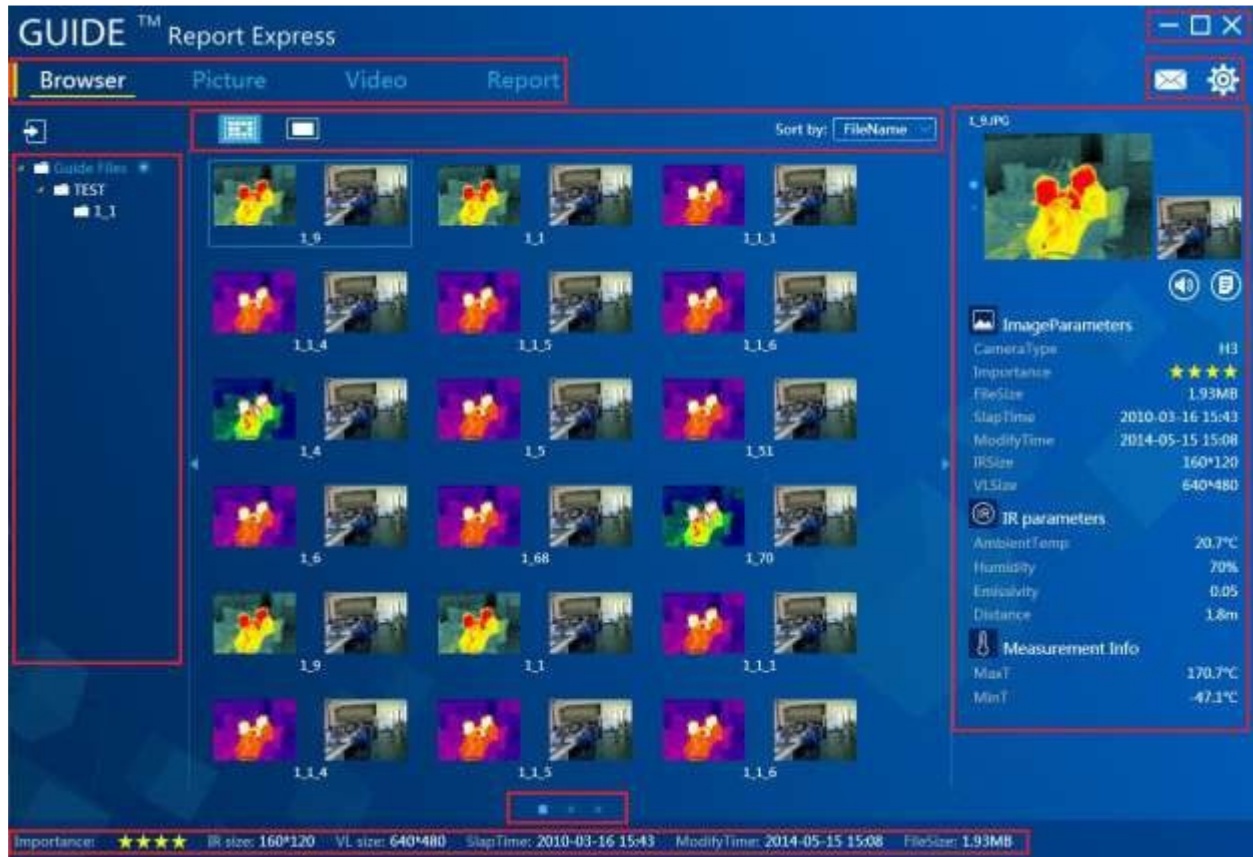 GUIDE ™ Report Express
Browser Picture Video Report
Sort by: FileName
Guide Files
TEST
1_1
1_9 1_1 1_1_1
1_1_4 1_1_5 1_1_6
1_4 1_5 1_51
1_6 1_68 1_70
1_9 1_1 1_1_1
1_1_4 1_1_5 1_1_6
1_9.JPG
ImageParameters
CameraType H3
Importance
FileSize 1.93MB
SlapTime 2010-03-16 15:43
ModifyTime 2014-05-15 15:08
IRSize 160*120
VLSize 640*480
IR IR parameters
AmbientTemp 20.7°C
Humidity 70%
Emissivity 0.05
Distance 1.8m
Measurement Info
MaxT 170.7°C
MinT -47.1°C
Importance: IR size: 160*120 VL size: 640*480 SlapTime: 2010-03-16 15:43 ModifyTime: 2014-05-15 15:08 FileSize: 1.93MB